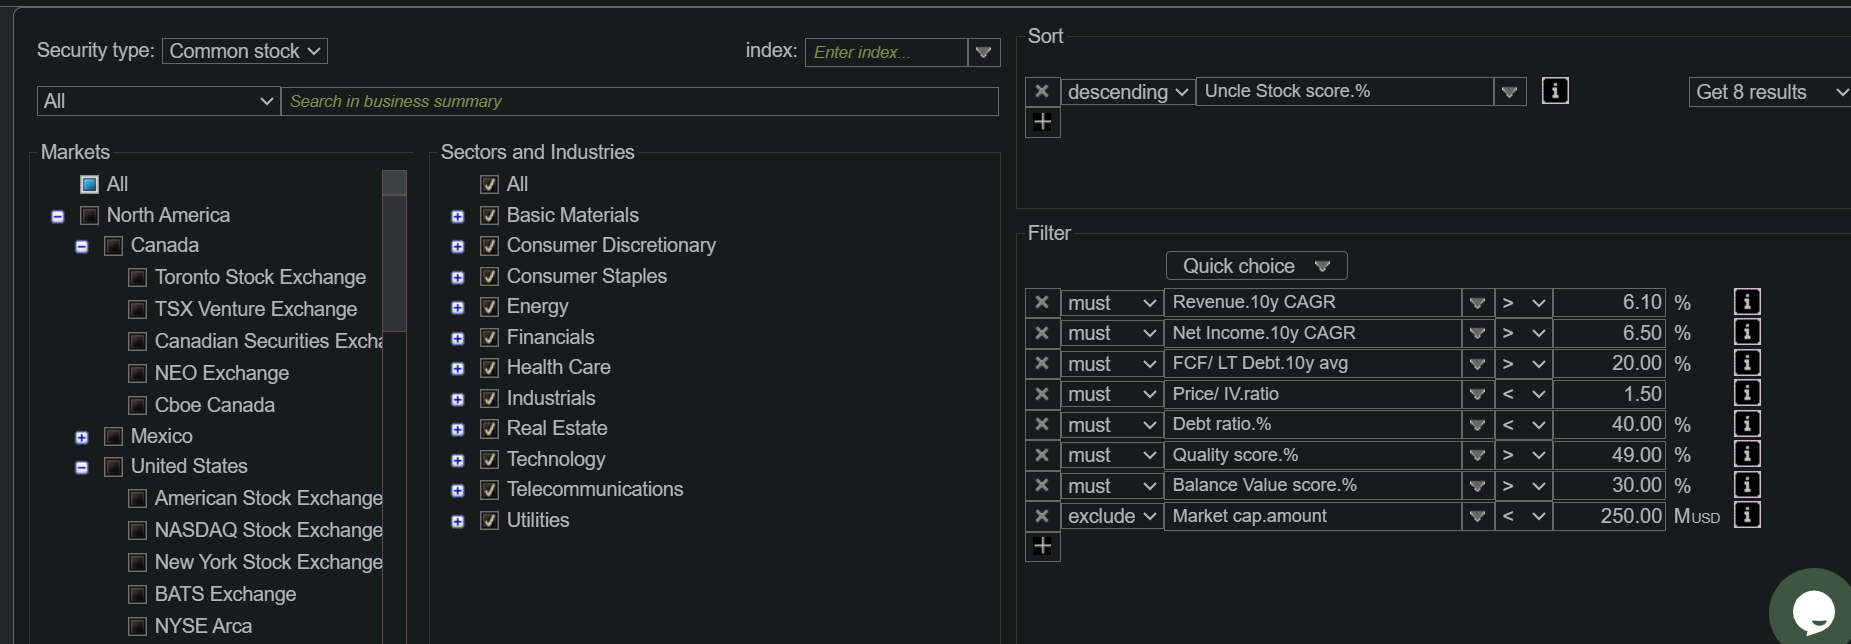 Security type: Common stock
index: Enter index...
All Search in business summary
Markets
All
North America
Canada
Toronto Stock Exchange
TSX Venture Exchange
Canadian Securities Excha
NEO Exchange
Cboe Canada
Mexico
United States
American Stock Exchange
NASDAQ Stock Exchange
New York Stock Exchange
BATS Exchange
NYSE Arca
Sectors and Industries
All
Basic Materials
Consumer Discretionary
Consumer Staples
Energy
Financials
Health Care
Industrials
Real Estate
Technology
Telecommunications
Utilities
Sort
descending Uncle Stock score.% i Get 8 results
Filter
Quick choice
must Revenue.10y CAGR > 6.10 % i
must Net Income.10y CAGR > 6.50 % i
must FCF/ LT Debt.10y avg > 20.00 % i
must Price/ IV.ratio < 1.50 i
must Debt ratio.% < 40.00 % i
must Quality score.% > 49.00 % i
must Balance Value score.% > 30.00 % i
exclude Market cap.amount < 250.00 MUSD i